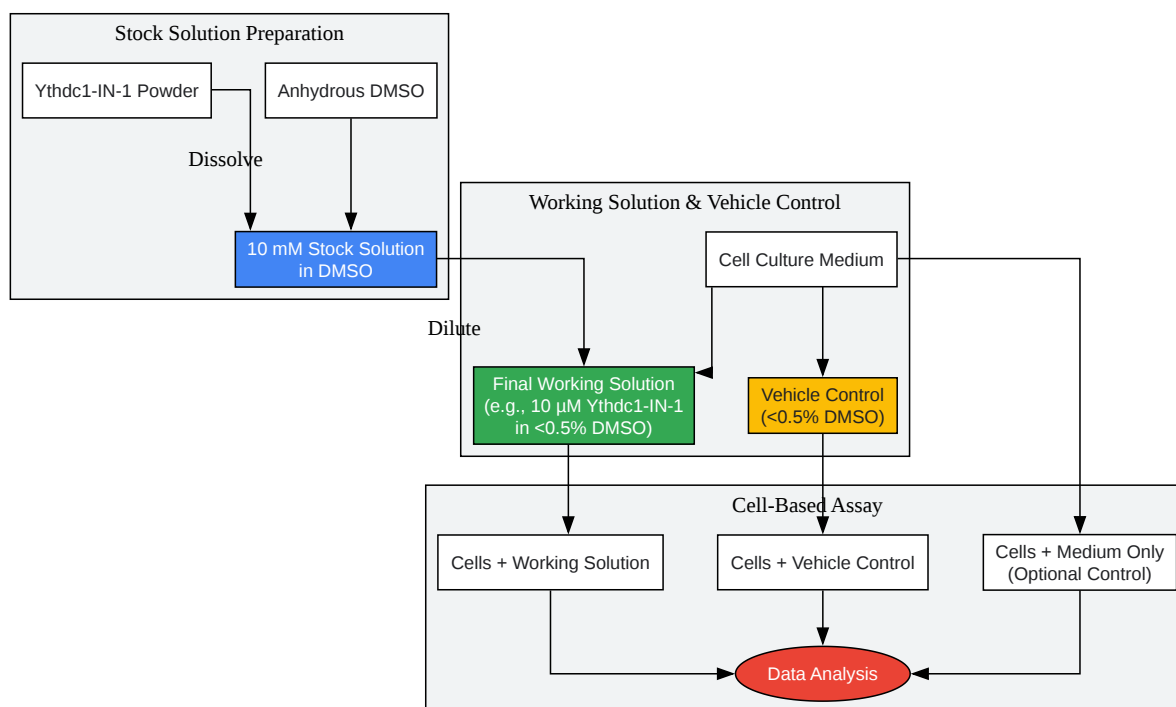 Stock Solution Preparation
Ythdc1-IN-1 Powder
Anhydrous DMSO
Dissolve
10 mM Stock Solution
in DMSO
Working Solution & Vehicle Control
Cell Culture Medium
Dilute
Final Working Solution
(e.g., 10 µM Ythdc1-IN-1
in <0.5% DMSO)
Vehicle Control
(<0.5% DMSO)
Cell-Based Assay
Cells + Working Solution
Cells + Vehicle Control
Cells + Medium Only
(Optional Control)
Data Analysis